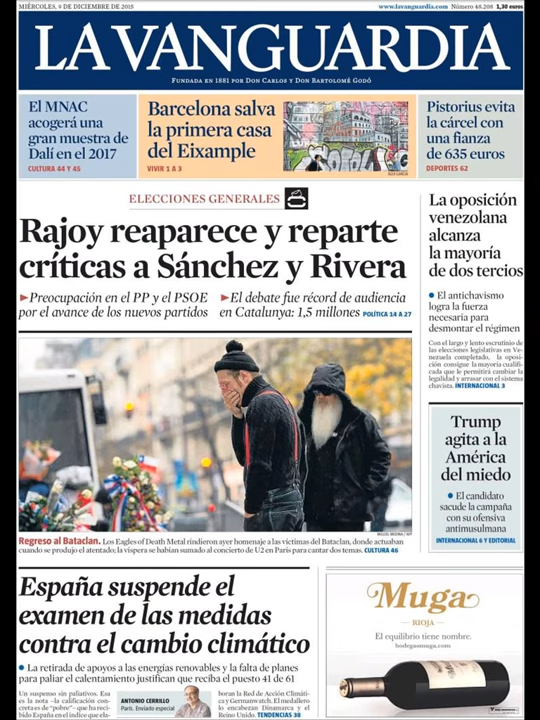 MIÉRCOLES, 9 DE DICIEMBRE DE 2015
www.lavanguardia.com Número 48.208 1,30 euros
LA VANGUARDIA
FUNDADA EN 1881 POR DON CARLOS Y DON BARTOLOMÉ GODÓ
El MNAC
acogerá una
gran muestra de
Dalí en el 2017
CULTURA 44 Y 45
Barcelona salva
la primera casa
del Eixample
VIVIR 1 A 3
ÀLEX GARCIA
Pistorius evita
la cárcel con
una fianza
de 635 euros
DEPORTES 62
ELECCIONES GENERALES
Rajoy reaparece y reparte
críticas a Sánchez y Rivera
►Preocupación en el PP y el PSOE
por el avance de los nuevos partidos
►El debate fue récord de audiencia
en Catalunya: 1,5 millones POLÍTICA 14 A 27
La oposición
venezolana
alcanza
la mayoría
de dos tercios
● El antichavismo
logra la fuerza
necesaria para
desmontar el régimen
Con el largo y lento escrutinio de
las elecciones legislativas en Ve-
nezuela completado, la oposi-
ción consigue la mayoría cualifi-
cada que le permitirá cambiar la
legalidad y arrasar con el sistema
chavista. INTERNACIONAL 3
Trump
agita a la
América
del miedo
● El candidato
sacude la campaña
con su ofensiva
antimusulmana
INTERNACIONAL 6 Y EDITORIAL
MIGUEL MEDINA / AFP
Regreso al Bataclan. Los Eagles of Death Metal rindieron ayer homenaje a las víctimas del Bataclan, donde actuaban
cuando se produjo el atentado; la víspera se habían sumado al concierto de U2 en París para cantar dos temas. CULTURA 46
España suspende el
examen de las medidas
contra el cambio climático
● La retirada de apoyos a las energías renovables y la falta de planes
para paliar el calentamiento justifican que reciba el puesto 41 de 61
Un suspenso sin paliativos. Esa
es la nota –la calificación con-
creta es de "pobre"– que ha reci-
bido España en el índice que ela-
ANTONIO CERRILLO
París. Enviado especial
boran la Red de Acción Climáti-
ca y Germanwatch. El medallero
lo encabezan Dinamarca y el
Reino Unido. TENDENCIAS 38
Muga
RIOJA
El equilibrio tiene nombre.
bodegasmuga.com